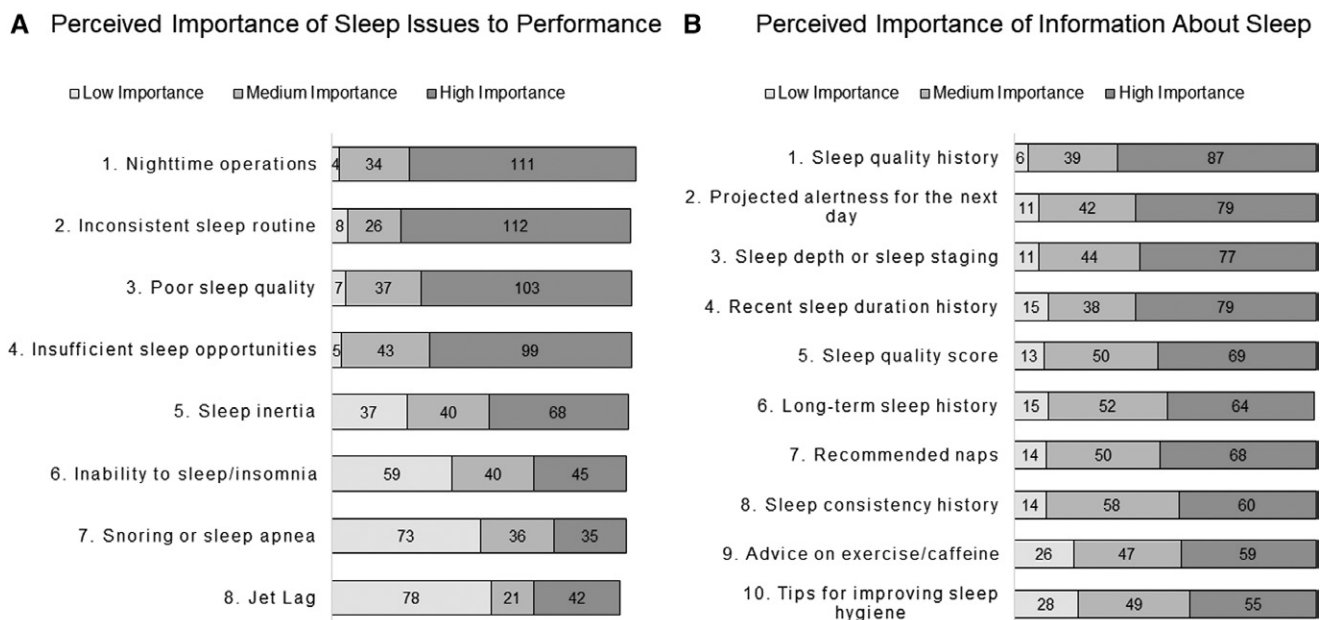 A Perceived Importance of Sleep Issues to Performance
Low Importance Medium Importance High Importance
1. Nighttime operations 4 34 111
2. Inconsistent sleep routine 8 26 112
3. Poor sleep quality 7 37 103
4. Insufficient sleep opportunities 5 43 99
5. Sleep inertia 37 40 68
6. Inability to sleep/insomnia 59 40 45
7. Snoring or sleep apnea 73 36 35
8. Jet Lag 78 21 42
B Perceived Importance of Information About Sleep
Low Importance Medium Importance High Importance
1. Sleep quality history 6 39 87
2. Projected alertness for the next
day 11 42 79
3. Sleep depth or sleep staging 11 44 77
4. Recent sleep duration history 15 38 79
5. Sleep quality score 13 50 69
6. Long-term sleep history 15 52 64
7. Recommended naps 14 50 68
8. Sleep consistency history 14 58 60
9. Advice on exercise/caffeine 26 47 59
10. Tips for improving sleep
hygiene 28 49 55